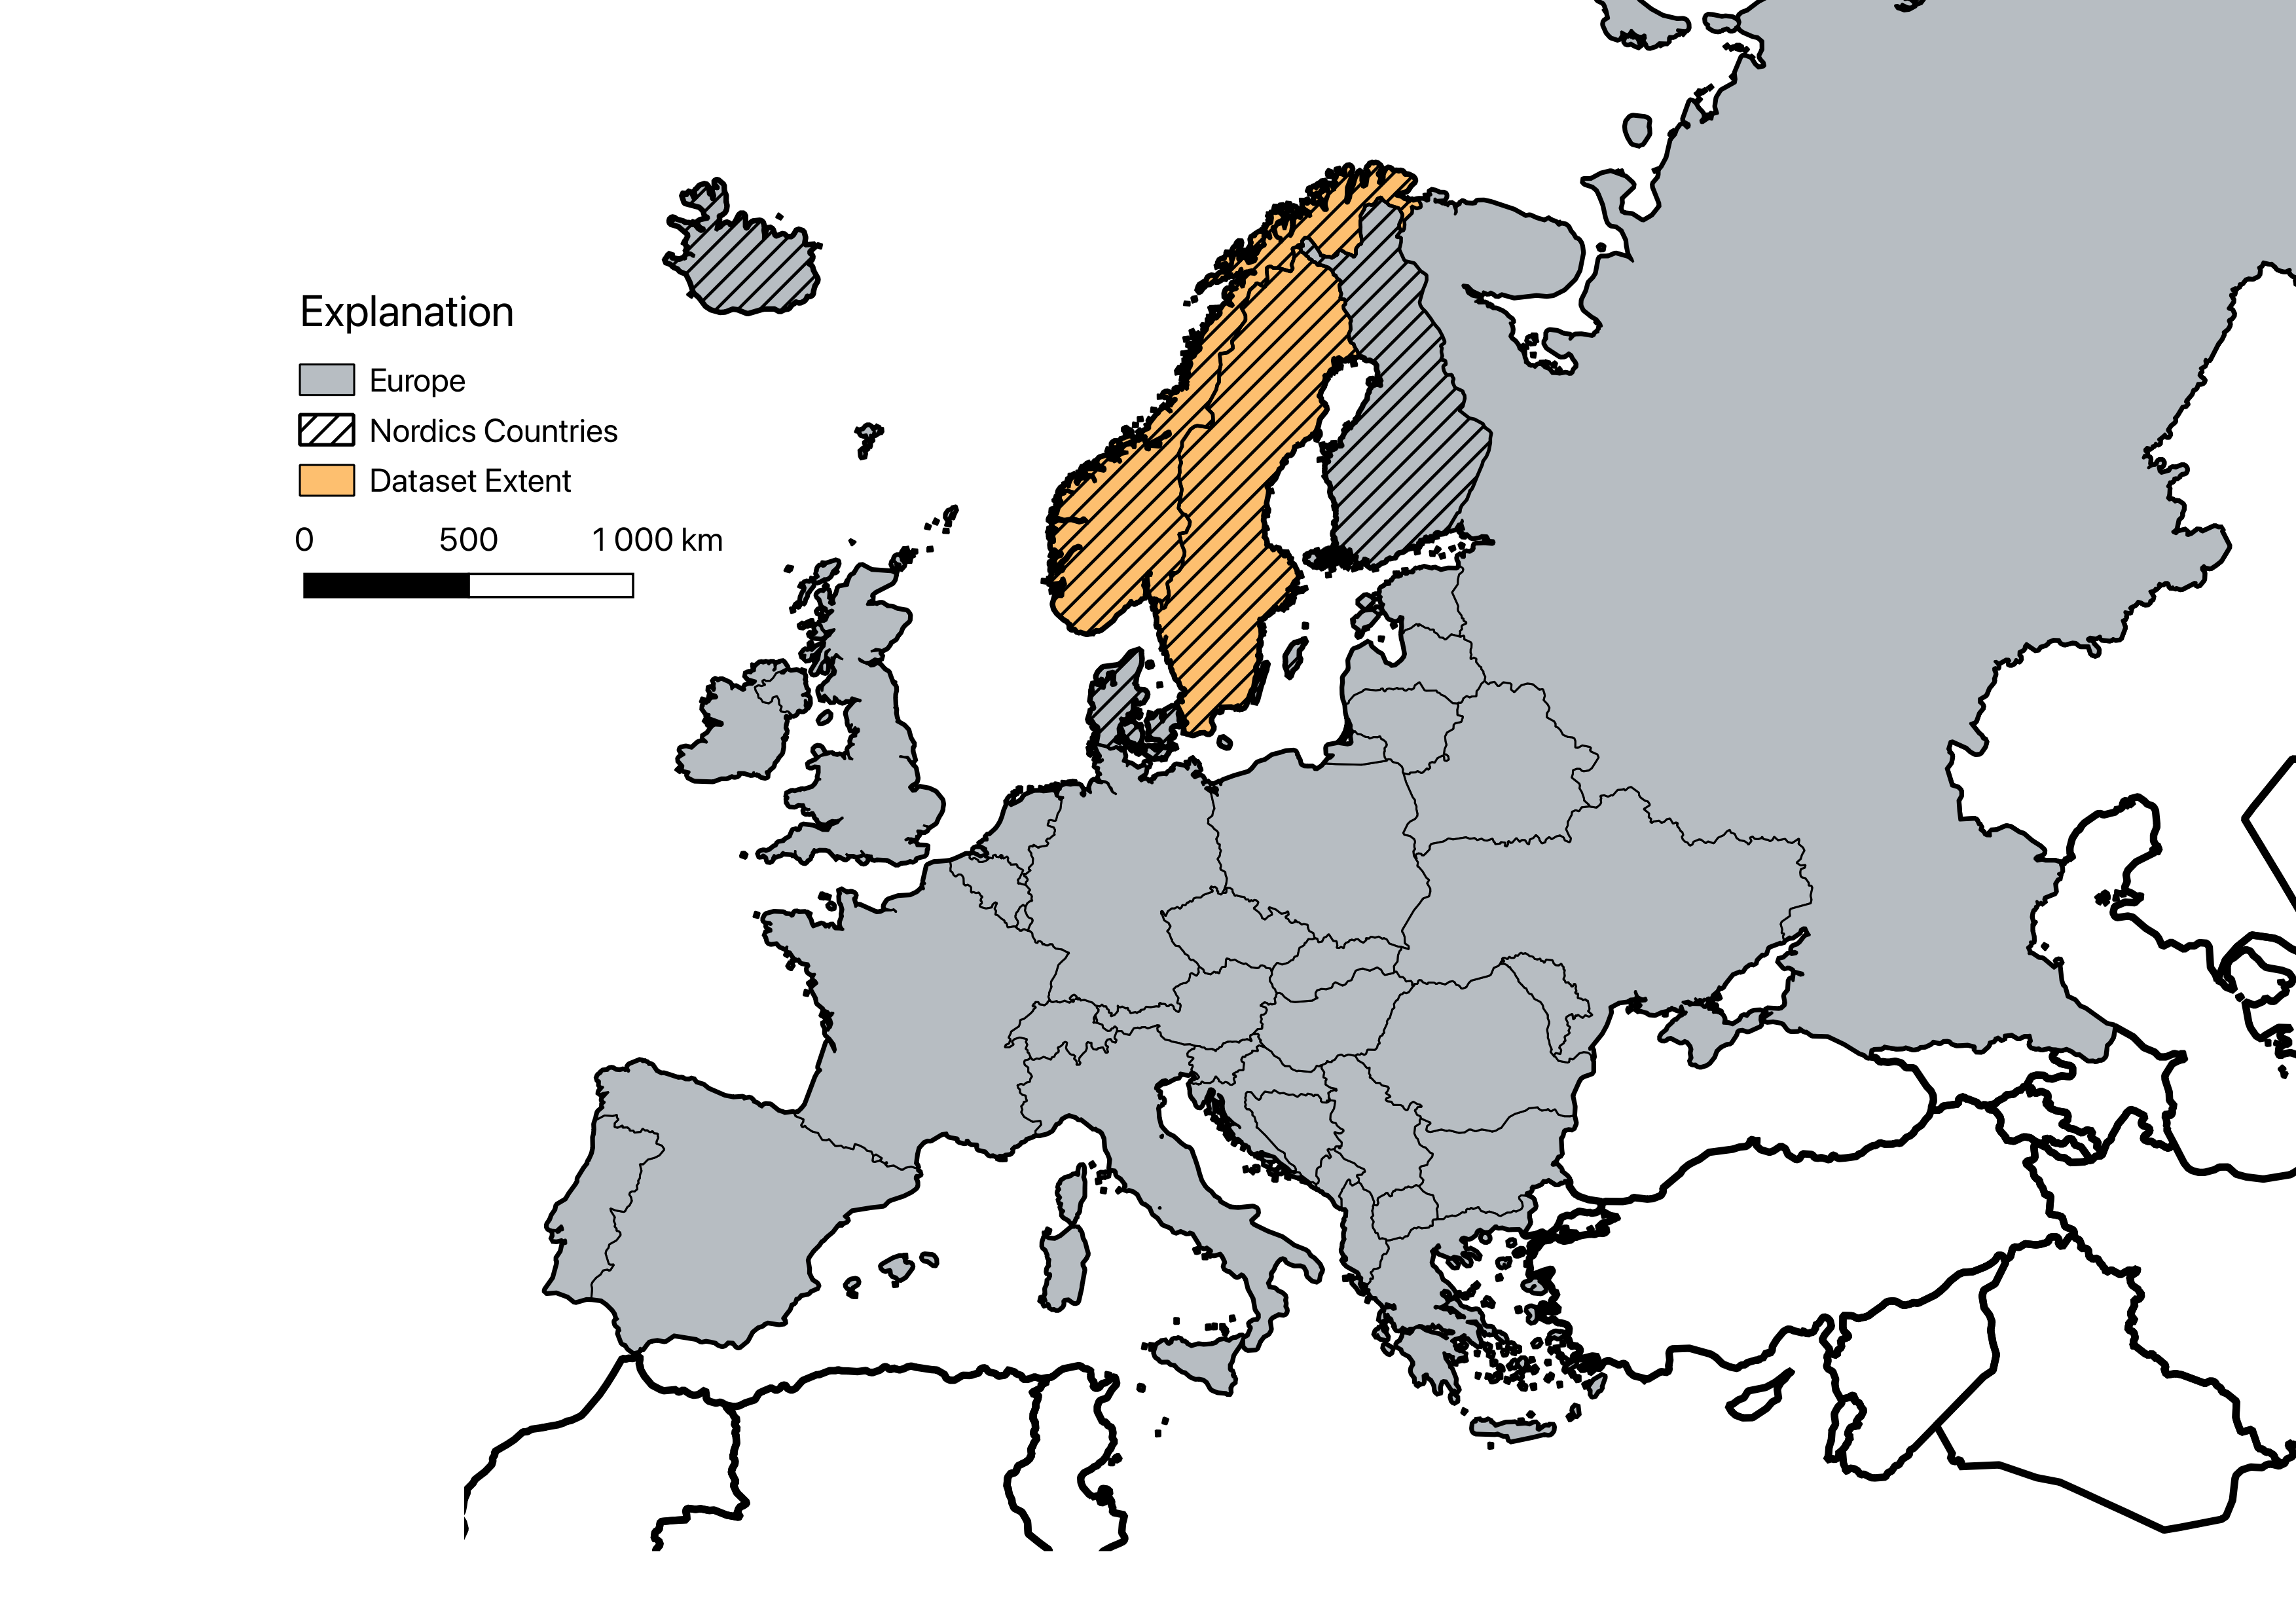 Explanation
Europe
Nordics Countries
Dataset Extent
0 500 1 000 km